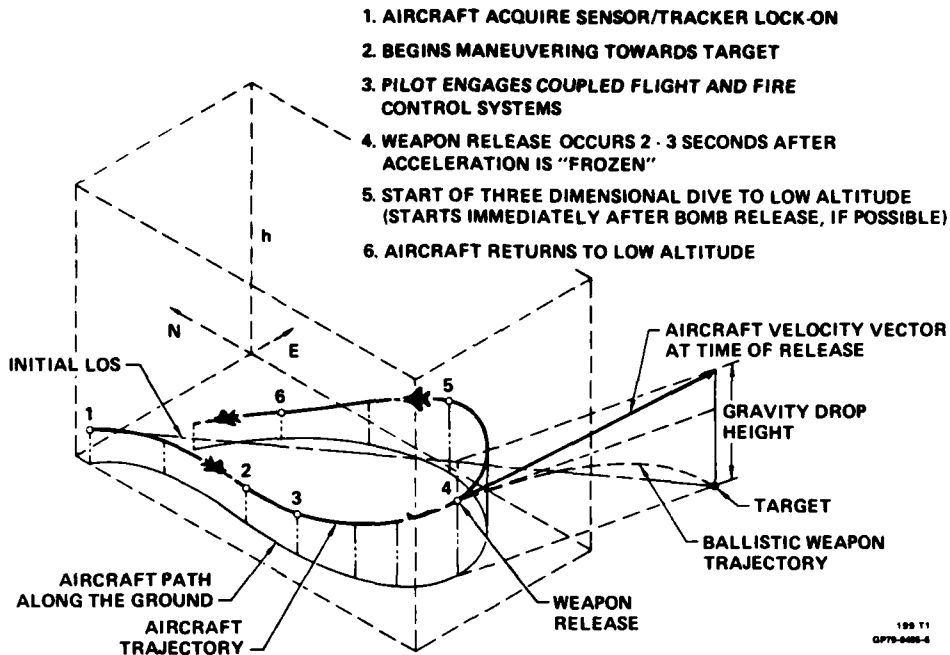 1. AIRCRAFT ACQUIRE SENSOR/TRACKER LOCK-ON
2. BEGINS MANEUVERING TOWARDS TARGET
3. PILOT ENGAGES COUPLED FLIGHT AND FIRE
CONTROL SYSTEMS
4. WEAPON RELEASE OCCURS 2 - 3 SECONDS AFTER
ACCELERATION IS "FROZEN"
5. START OF THREE DIMENSIONAL DIVE TO LOW ALTITUDE
(STARTS IMMEDIATELY AFTER BOMB RELEASE, IF POSSIBLE)
6. AIRCRAFT RETURNS TO LOW ALTITUDE
h
N
E
INITIAL LOS
AIRCRAFT VELOCITY VECTOR
AT TIME OF RELEASE
GRAVITY DROP
HEIGHT
1
6
5
2
3
4
TARGET
BALLISTIC WEAPON
TRAJECTORY
AIRCRAFT PATH
ALONG THE GROUND
AIRCRAFT
TRAJECTORY
WEAPON
RELEASE